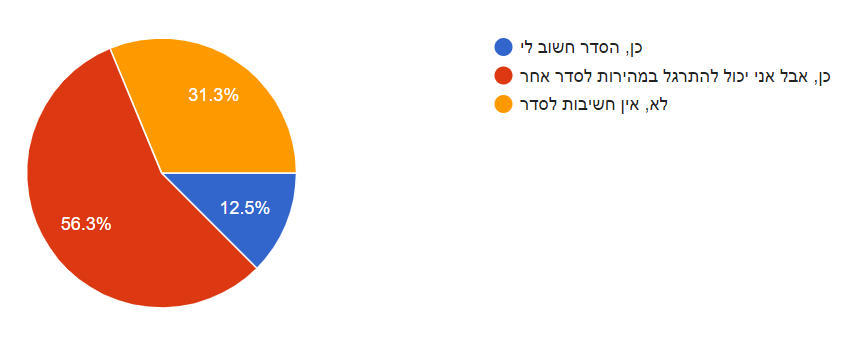 כן, הסדר חשוב לי
כן, אבל אני יכול להתרגל במהירות לסדר אחר
לא, אין חשיבות לסדר
31.3%
12.5%
56.3%